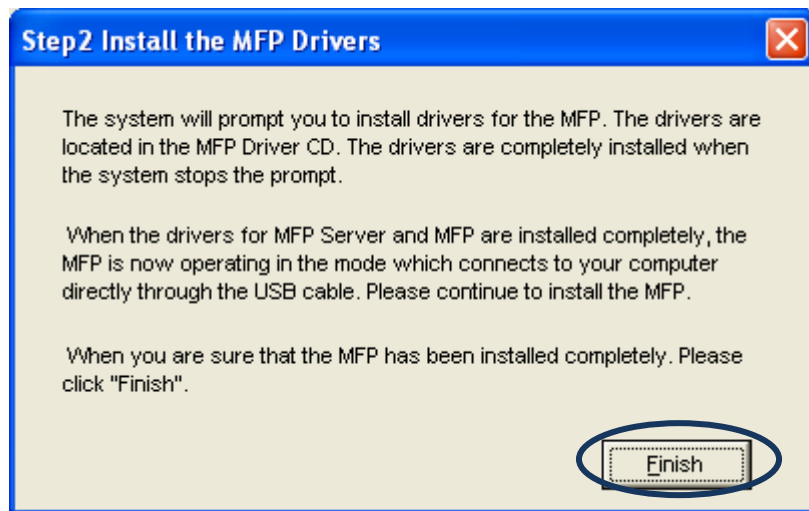 Step2 Install the MFP Drivers
The system will prompt you to install drivers for the MFP. The drivers are
located in the MFP Driver CD. The drivers are completely installed when
the system stops the prompt.
When the drivers for MFP Server and MFP are installed completely, the
MFP is now operating in the mode which connects to your computer
directly through the USB cable. Please continue to install the MFP.
When you are sure that the MFP has been installed completely. Please
click "Finish".
Finish